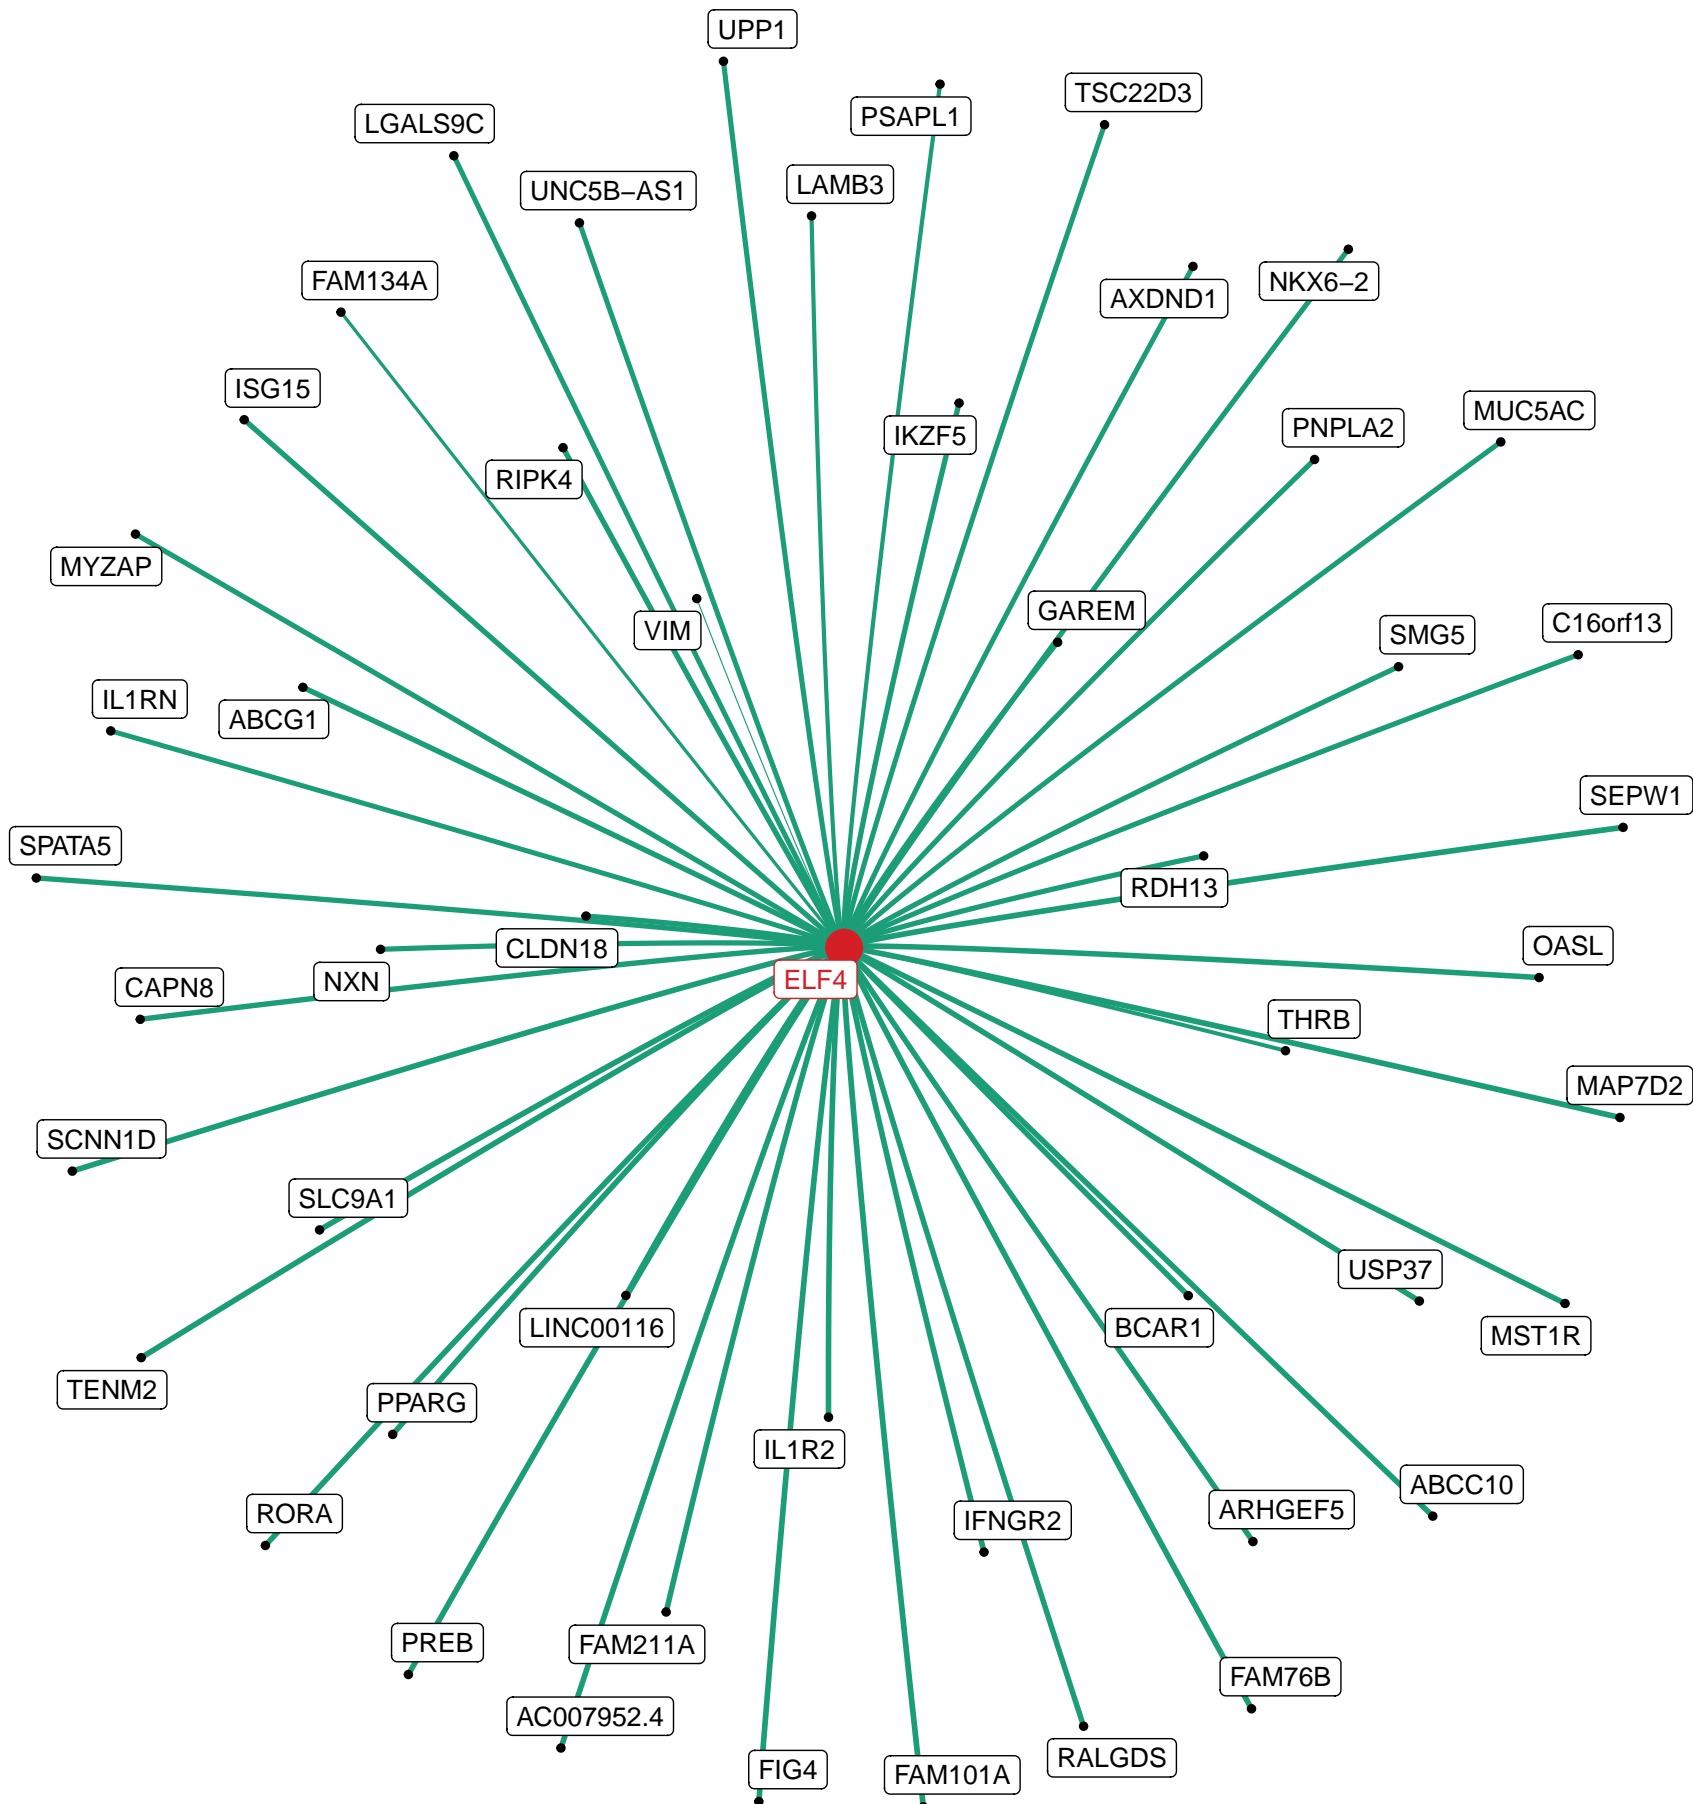 UPP1
TSC22D3
PSAPL1
LGALS9C
LAMB3
UNC5B−AS1
FAM134A
NKX6−2
AXDND1
ISG15
MUC5AC
PNPLA2
IKZF5
RIPK4
MYZAP
GAREM
C16orf13
VIM
SMG5
IL1RN
ABCG1
SEPW1
SPATA5
RDH13
OASL
CLDN18
ELF4
NXN
CAPN8
THRB
MAP7D2
SCNN1D
SLC9A1
USP37
LINC00116
BCAR1
MST1R
TENM2
PPARG
IL1R2
ABCC10
ARHGEF5
RORA
IFNGR2
PREB
FAM211A
FAM76B
AC007952.4
RALGDS
FIG4
FAM101A